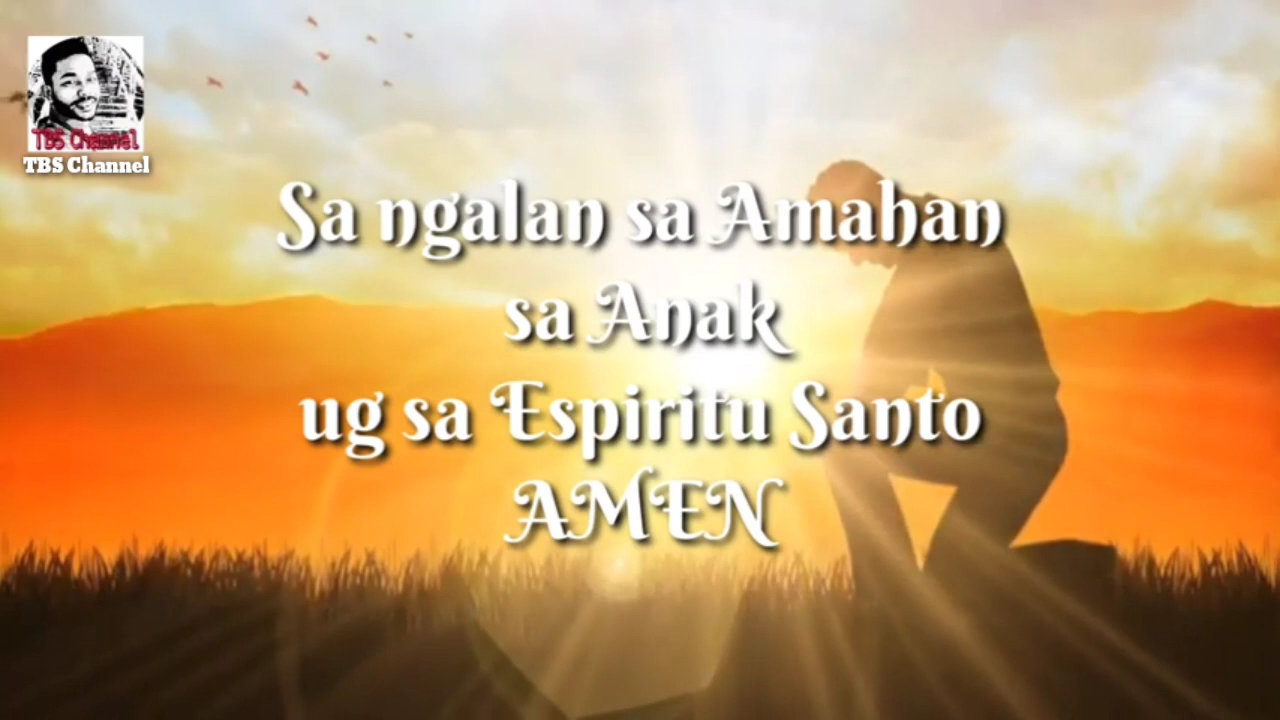 TBS Channel
TBS Channel
Sa ngalan sa Amahan
sa Anak
ug sa Espiritu Santo
AMEN